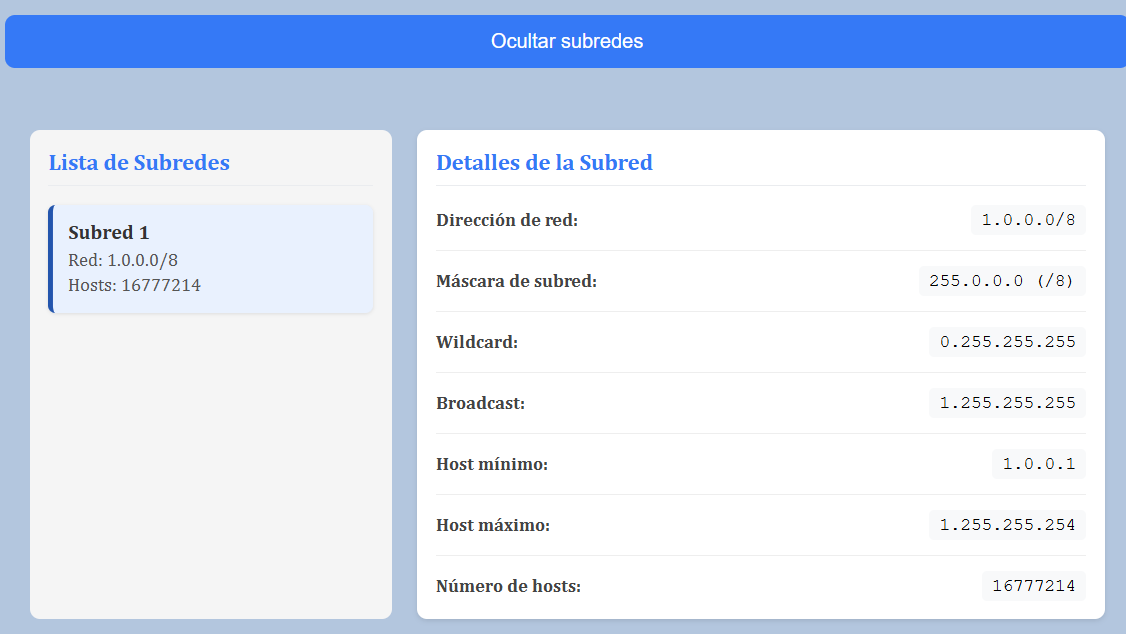 Ocultar subredes
Lista de Subredes
Subred 1
Red: 1.0.0.0/8
Hosts: 16777214
Detalles de la Subred
Dirección de red: 1.0.0.0/8
Máscara de subred: 255.0.0.0 (/8)
Wildcard: 0.255.255.255
Broadcast: 1.255.255.255
Host mínimo: 1.0.0.1
Host máximo: 1.255.255.254
Número de hosts: 16777214